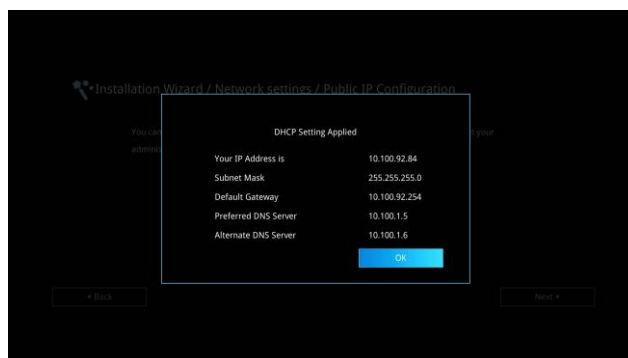 Installation Wizard / Network settings / Public IP Configuration
You can
t your
adminis
DHCP Setting Applied
Your IP Address is 10.100.92.84
Subnet Mask 255.255.255.0
Default Gateway 10.100.92.254
Preferred DNS Server 10.100.1.5
Alternate DNS Server 10.100.1.6
OK
Back
Next